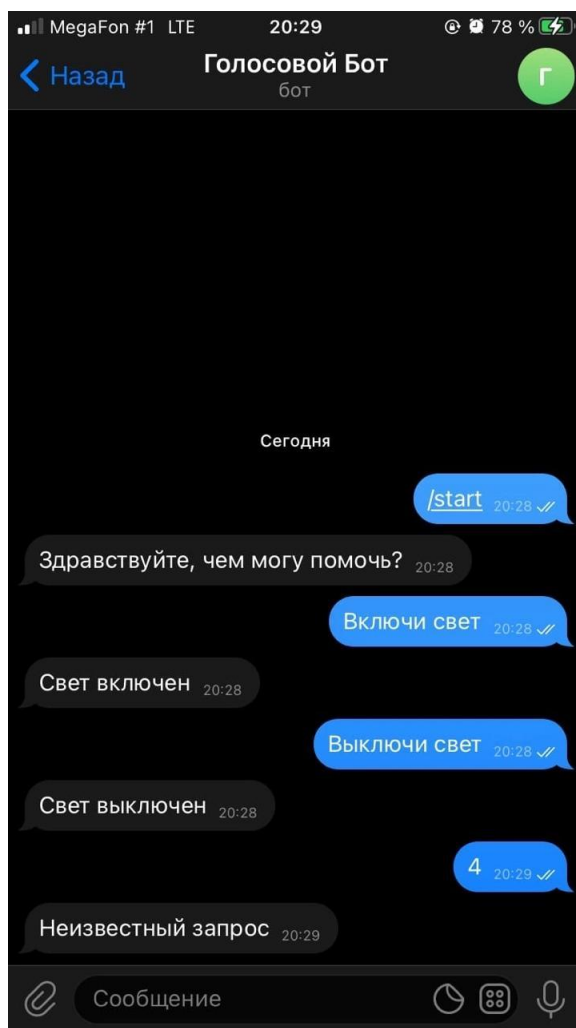 MegaFon #1 LTE 20:29 78 %
Назад Голосовой Бот Г
бот
Сегодня
/start 20:28
Здравствуйте, чем могу помочь? 20:28
Включи свет 20:28
Свет включен 20:28
Выключи свет 20:28
Свет выключен 20:28
4 20:29
Неизвестный запрос 20:29
Сообщение